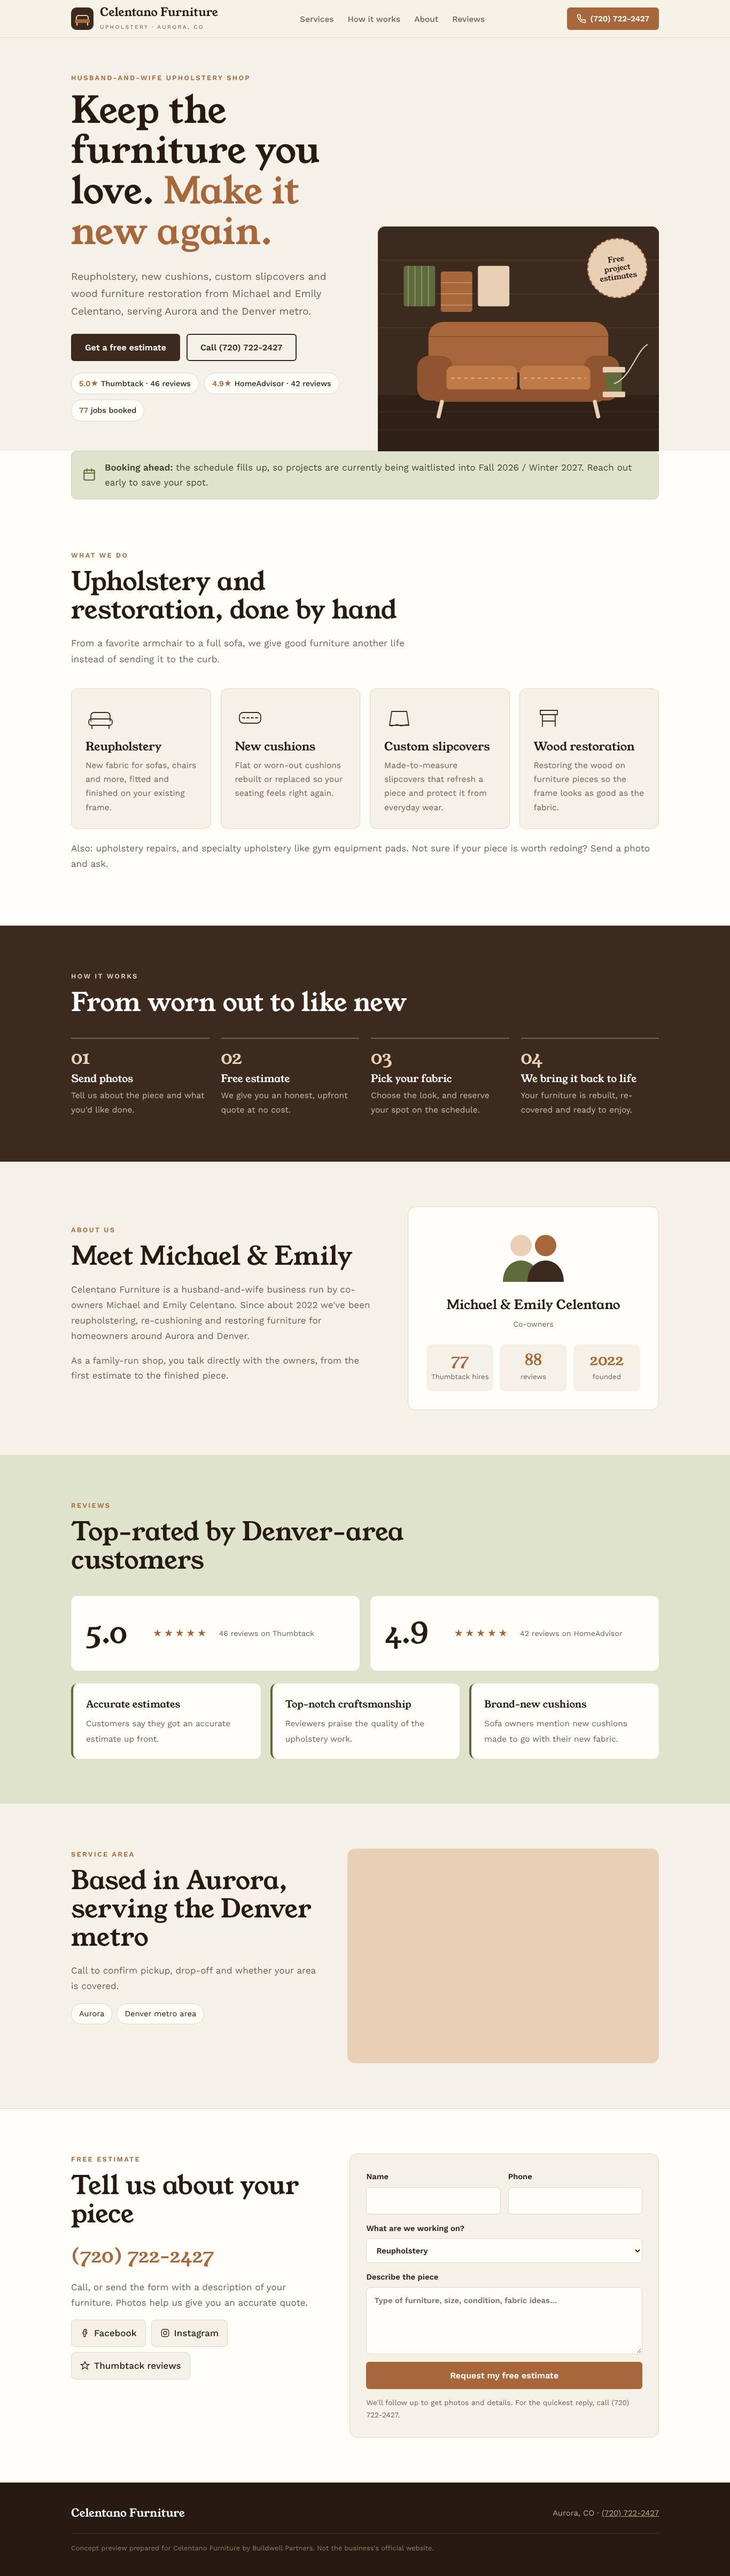 Celentano Furniture
UPHOLSTERY · AURORA, CO
Services
How it works
About
Reviews
(720) 722-2427
HUSBAND-AND-WIFE UPHOLSTERY SHOP
Keep the
furniture you
love. Make it
new again.
Reupholstery, new cushions, custom slipcovers and
wood furniture restoration from Michael and Emily
Celentano, serving Aurora and the Denver metro.
Get a free estimate
Call (720) 722-2427
5.0★ Thumbtack · 46 reviews
4.9★ HomeAdvisor · 42 reviews
77 jobs booked
Free
project
estimates
Booking ahead: the schedule fills up, so projects are currently being waitlisted into Fall 2026 / Winter 2027. Reach out
early to save your spot.
WHAT WE DO
Upholstery and
restoration, done by hand
From a favorite armchair to a full sofa, we give good furniture another life
instead of sending it to the curb.
Reupholstery
New fabric for sofas, chairs
and more, fitted and
finished on your existing
frame.
New cushions
Flat or worn-out cushions
rebuilt or replaced so your
seating feels right again.
Custom slipcovers
Made-to-measure
slipcovers that refresh a
piece and protect it from
everyday wear.
Wood restoration
Restoring the wood on
furniture pieces so the
frame looks as good as the
fabric.
Also: upholstery repairs, and specialty upholstery like gym equipment pads. Not sure if your piece is worth redoing? Send a photo
and ask.
HOW IT WORKS
From worn out to like new
01
Send photos
Tell us about the piece and what
you'd like done.
02
Free estimate
We give you an honest, upfront
quote at no cost.
03
Pick your fabric
Choose the look, and reserve
your spot on the schedule.
04
We bring it back to life
Your furniture is rebuilt, re-
covered and ready to enjoy.
ABOUT US
Meet Michael & Emily
Celentano Furniture is a husband-and-wife business run by co-
owners Michael and Emily Celentano. Since about 2022 we've been
reupholstering, re-cushioning and restoring furniture for
homeowners around Aurora and Denver.
As a family-run shop, you talk directly with the owners, from the
first estimate to the finished piece.
Michael & Emily Celentano
Co-owners
77
Thumbtack hires
88
reviews
2022
founded
REVIEWS
Top-rated by Denver-area
customers
5.0
★★★★★
46 reviews on Thumbtack
4.9
★★★★★
42 reviews on HomeAdvisor
Accurate estimates
Customers say they got an accurate
estimate up front.
Top-notch craftsmanship
Reviewers praise the quality of the
upholstery work.
Brand-new cushions
Sofa owners mention new cushions
made to go with their new fabric.
SERVICE AREA
Based in Aurora,
serving the Denver
metro
Call to confirm pickup, drop-off and whether your area
is covered.
Aurora
Denver metro area
FREE ESTIMATE
Tell us about your
piece
(720) 722-2427
Call, or send the form with a description of your
furniture. Photos help us give you an accurate quote.
Facebook
Instagram
Thumbtack reviews
Name
Phone
What are we working on?
Reupholstery
Describe the piece
Type of furniture, size, condition, fabric ideas...
Request my free estimate
We'll follow up to get photos and details. For the quickest reply, call (720)
722-2427.
Celentano Furniture
Aurora, CO · (720) 722-2427
Concept preview prepared for Celentano Furniture by Buildwell Partners. Not the business's official website.